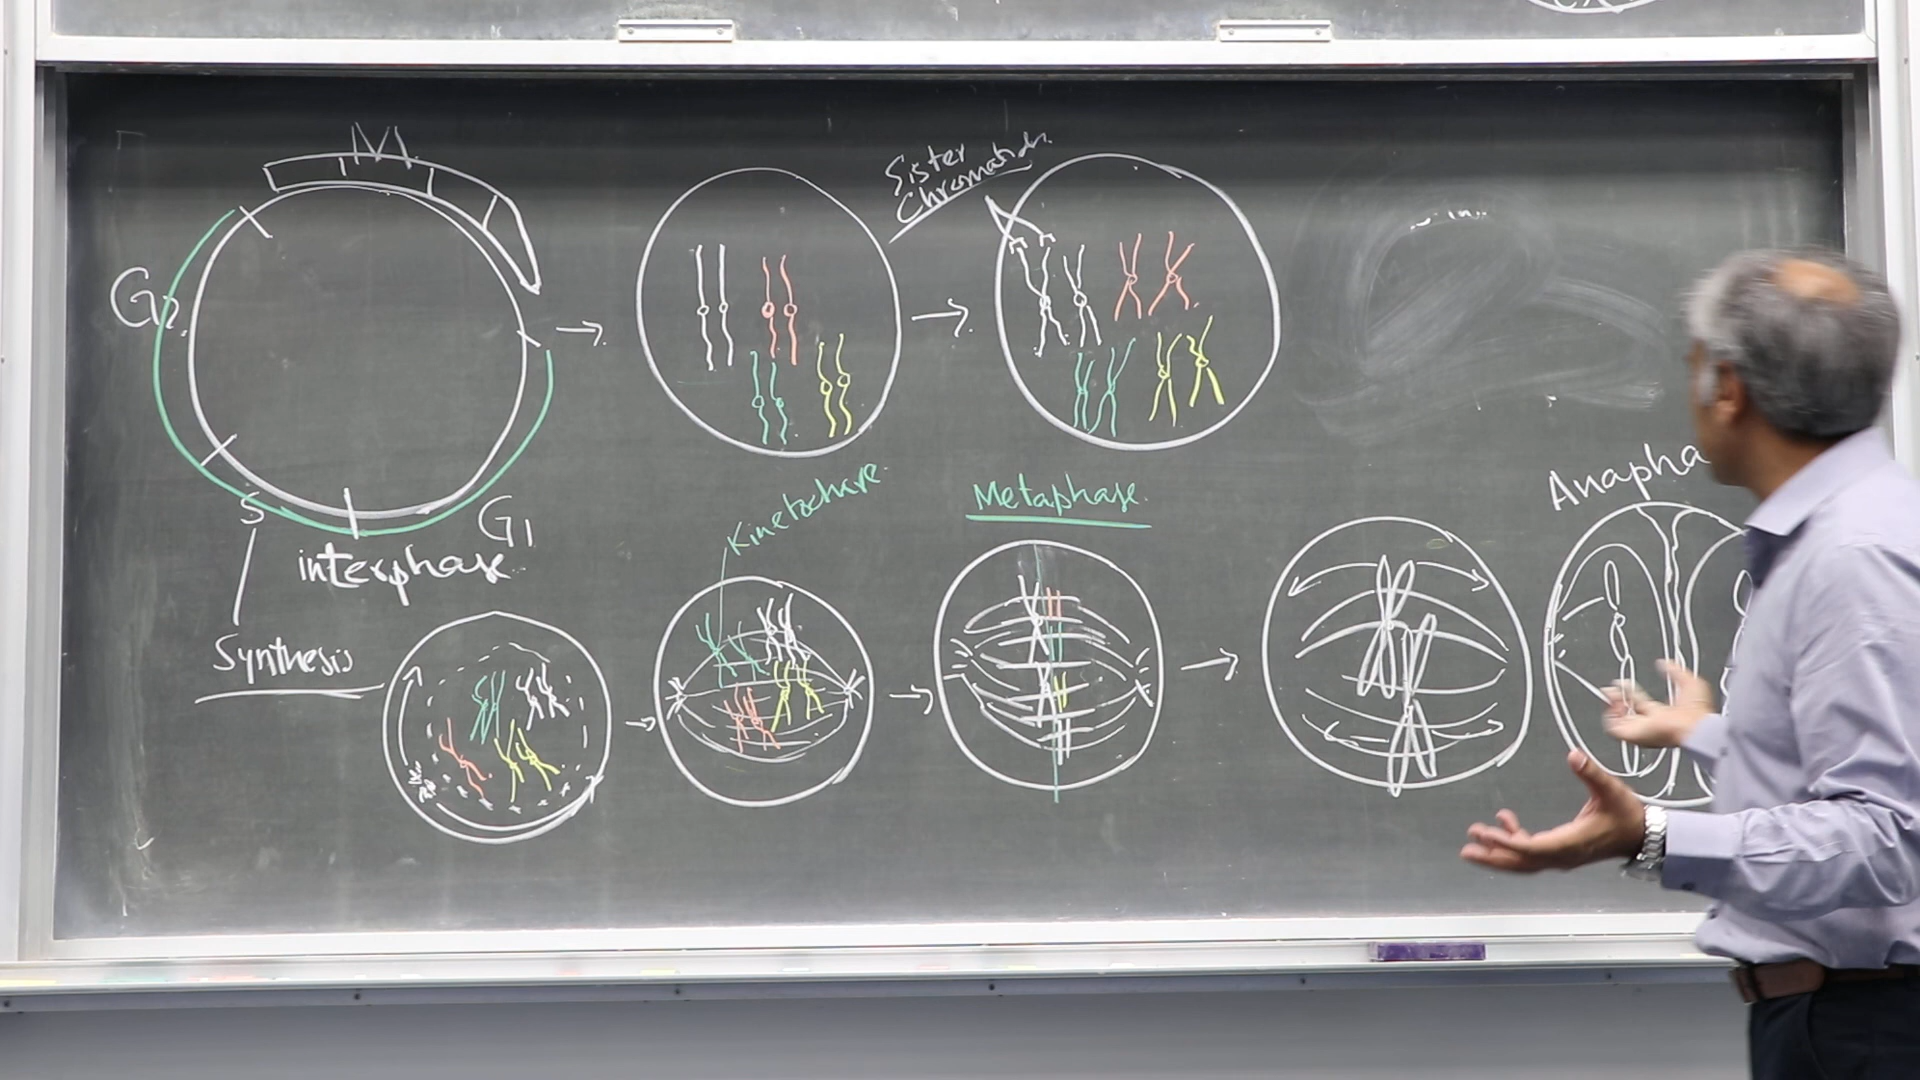 M
Sister
Chromatids.
G2.
S
G1
interphase
Synthesis
Kinetochore.
Metaphase.
Anapha